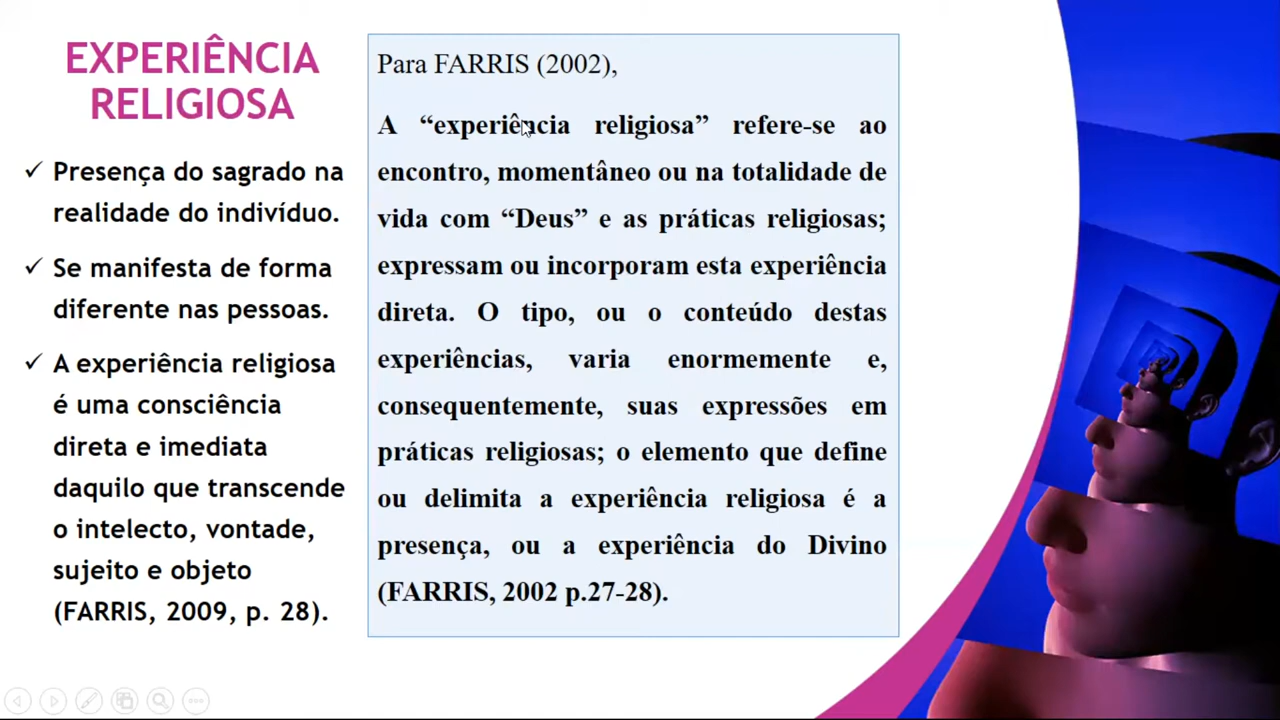 EXPERIÊNCIA
RELIGIOSA
✓ Presença do sagrado na
realidade do indivíduo.
✓ Se manifesta de forma
diferente nas pessoas.
✓ A experiência religiosa
é uma consciência
direta e imediata
daquilo que transcende
o intelecto, vontade,
sujeito e objeto
(FARRIS, 2009, p. 28).
Para FARRIS (2002),
A “experiência religiosa” refere-se ao
encontro, momentâneo ou na totalidade de
vida com “Deus” e as práticas religiosas;
expressam ou incorporam esta experiência
direta. O tipo, ou o conteúdo destas
experiências, varia enormemente e,
consequentemente, suas expressões em
práticas religiosas; o elemento que define
ou delimita a experiência religiosa é a
presença, ou a experiência do Divino
(FARRIS, 2002 p.27-28).